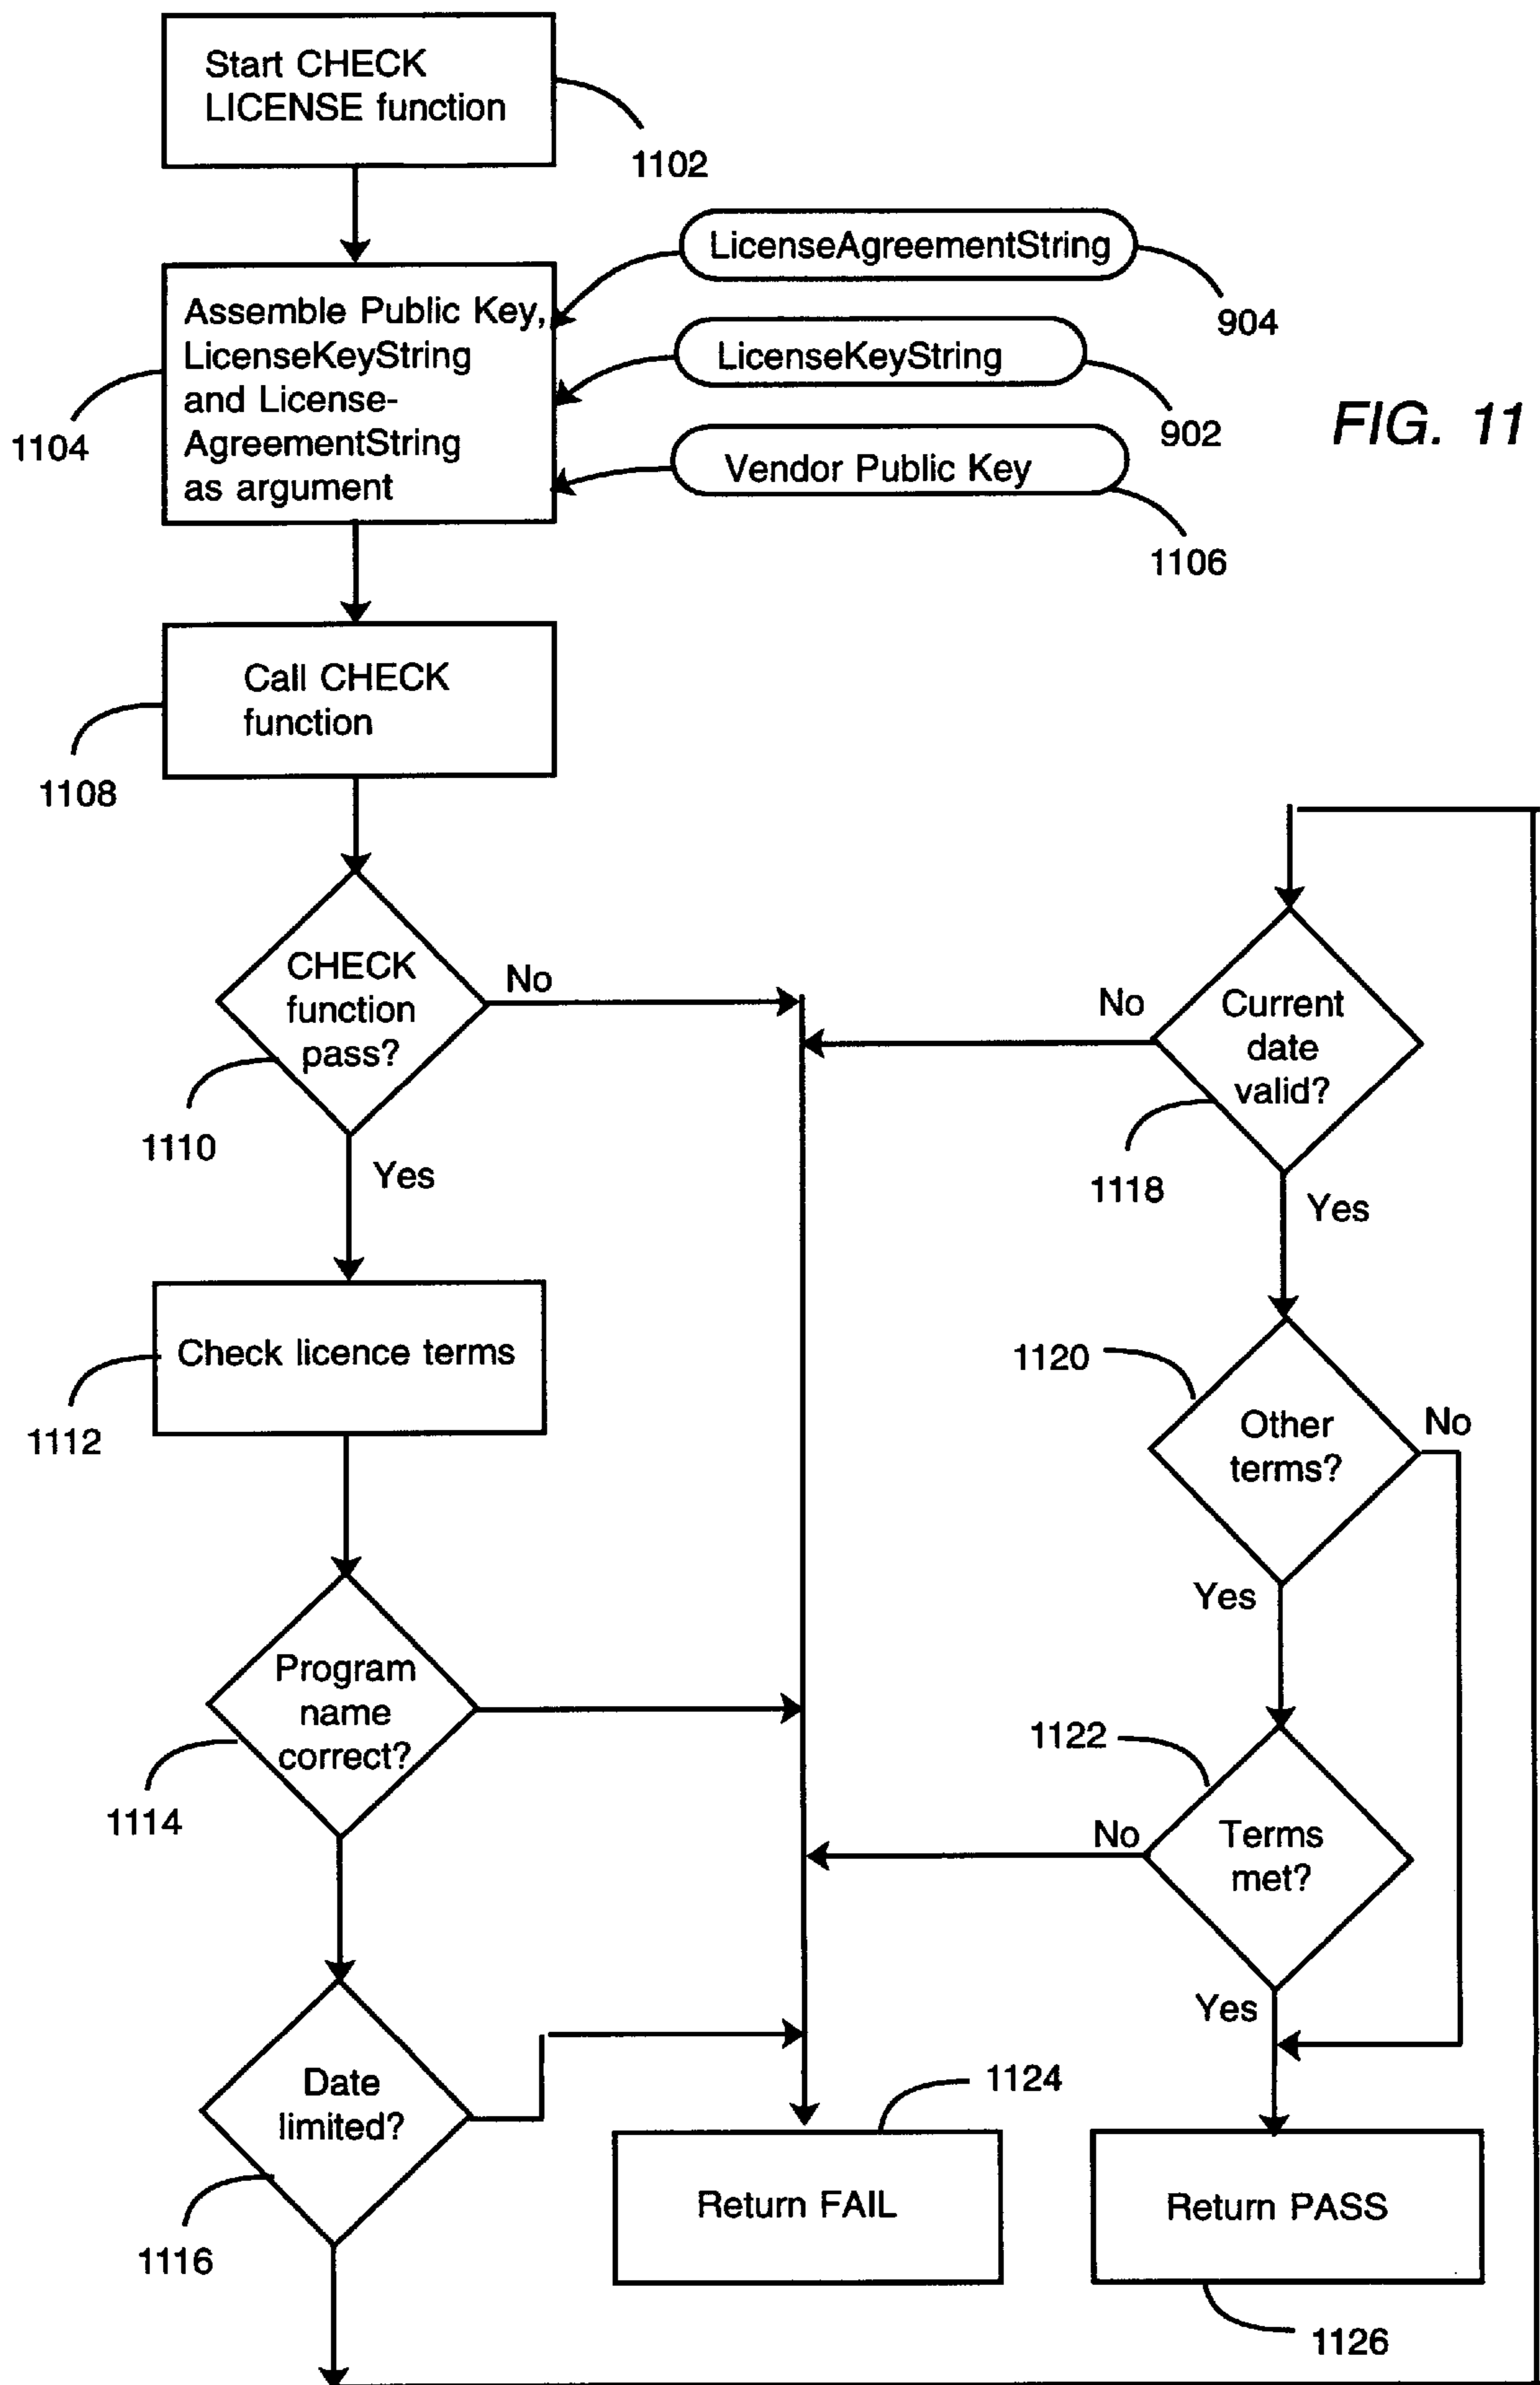 Start CHECK
LICENSE function
1102
LicenseAgreementString
904
Assemble Public Key,
LicenseKeyString
and License-
AgreementString
as argument
1104
LicenseKeyString
902
Vendor Public Key
1106
FIG. 11
Call CHECK
function
1108
CHECK
function
pass?
No
1110
Yes
No
Current
date
valid?
1118
Yes
Check licence terms
1112
1120
Other
terms?
No
Yes
Program
name
correct?
1114
1122
No
Terms
met?
Yes
Date
limited?
1116
1124
Return FAIL
Return PASS
1126